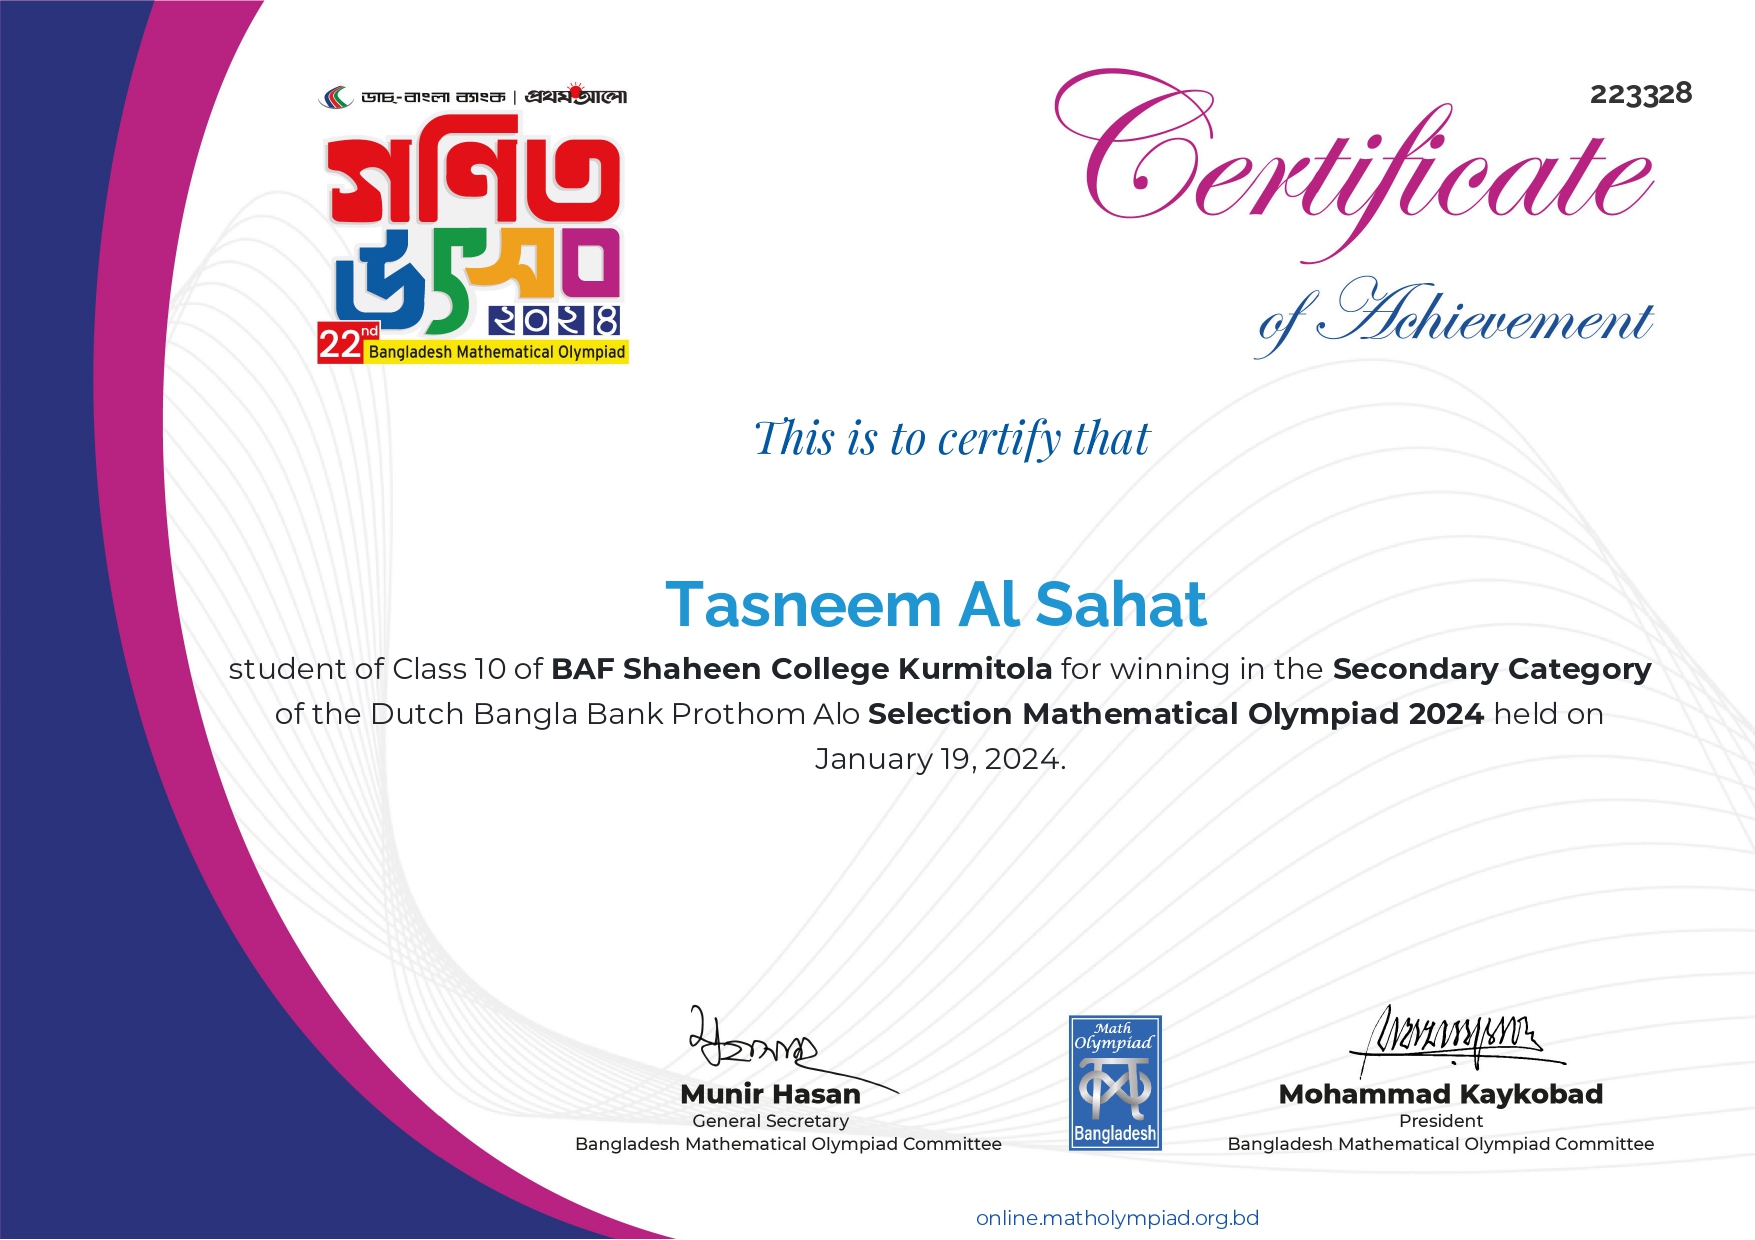 ডাচ্-বাংলা ব্যাংক | প্রথম আলো
গণিত
উৎসব
২০২৪
22nd Bangladesh Mathematical Olympiad
223328
Certificate
of Achievement
This is to certify that
Tasneem Al Sahat
student of Class 10 of BAF Shaheen College Kurmitola for winning in the Secondary Category
of the Dutch Bangla Bank Prothom Alo Selection Mathematical Olympiad 2024 held on
January 19, 2024.
Munir Hasan
General Secretary
Bangladesh Mathematical Olympiad Committee
Math
Olympiad
Bangladesh
Mohammad Kaykobad
President
Bangladesh Mathematical Olympiad Committee
online.matholympiad.org.bd